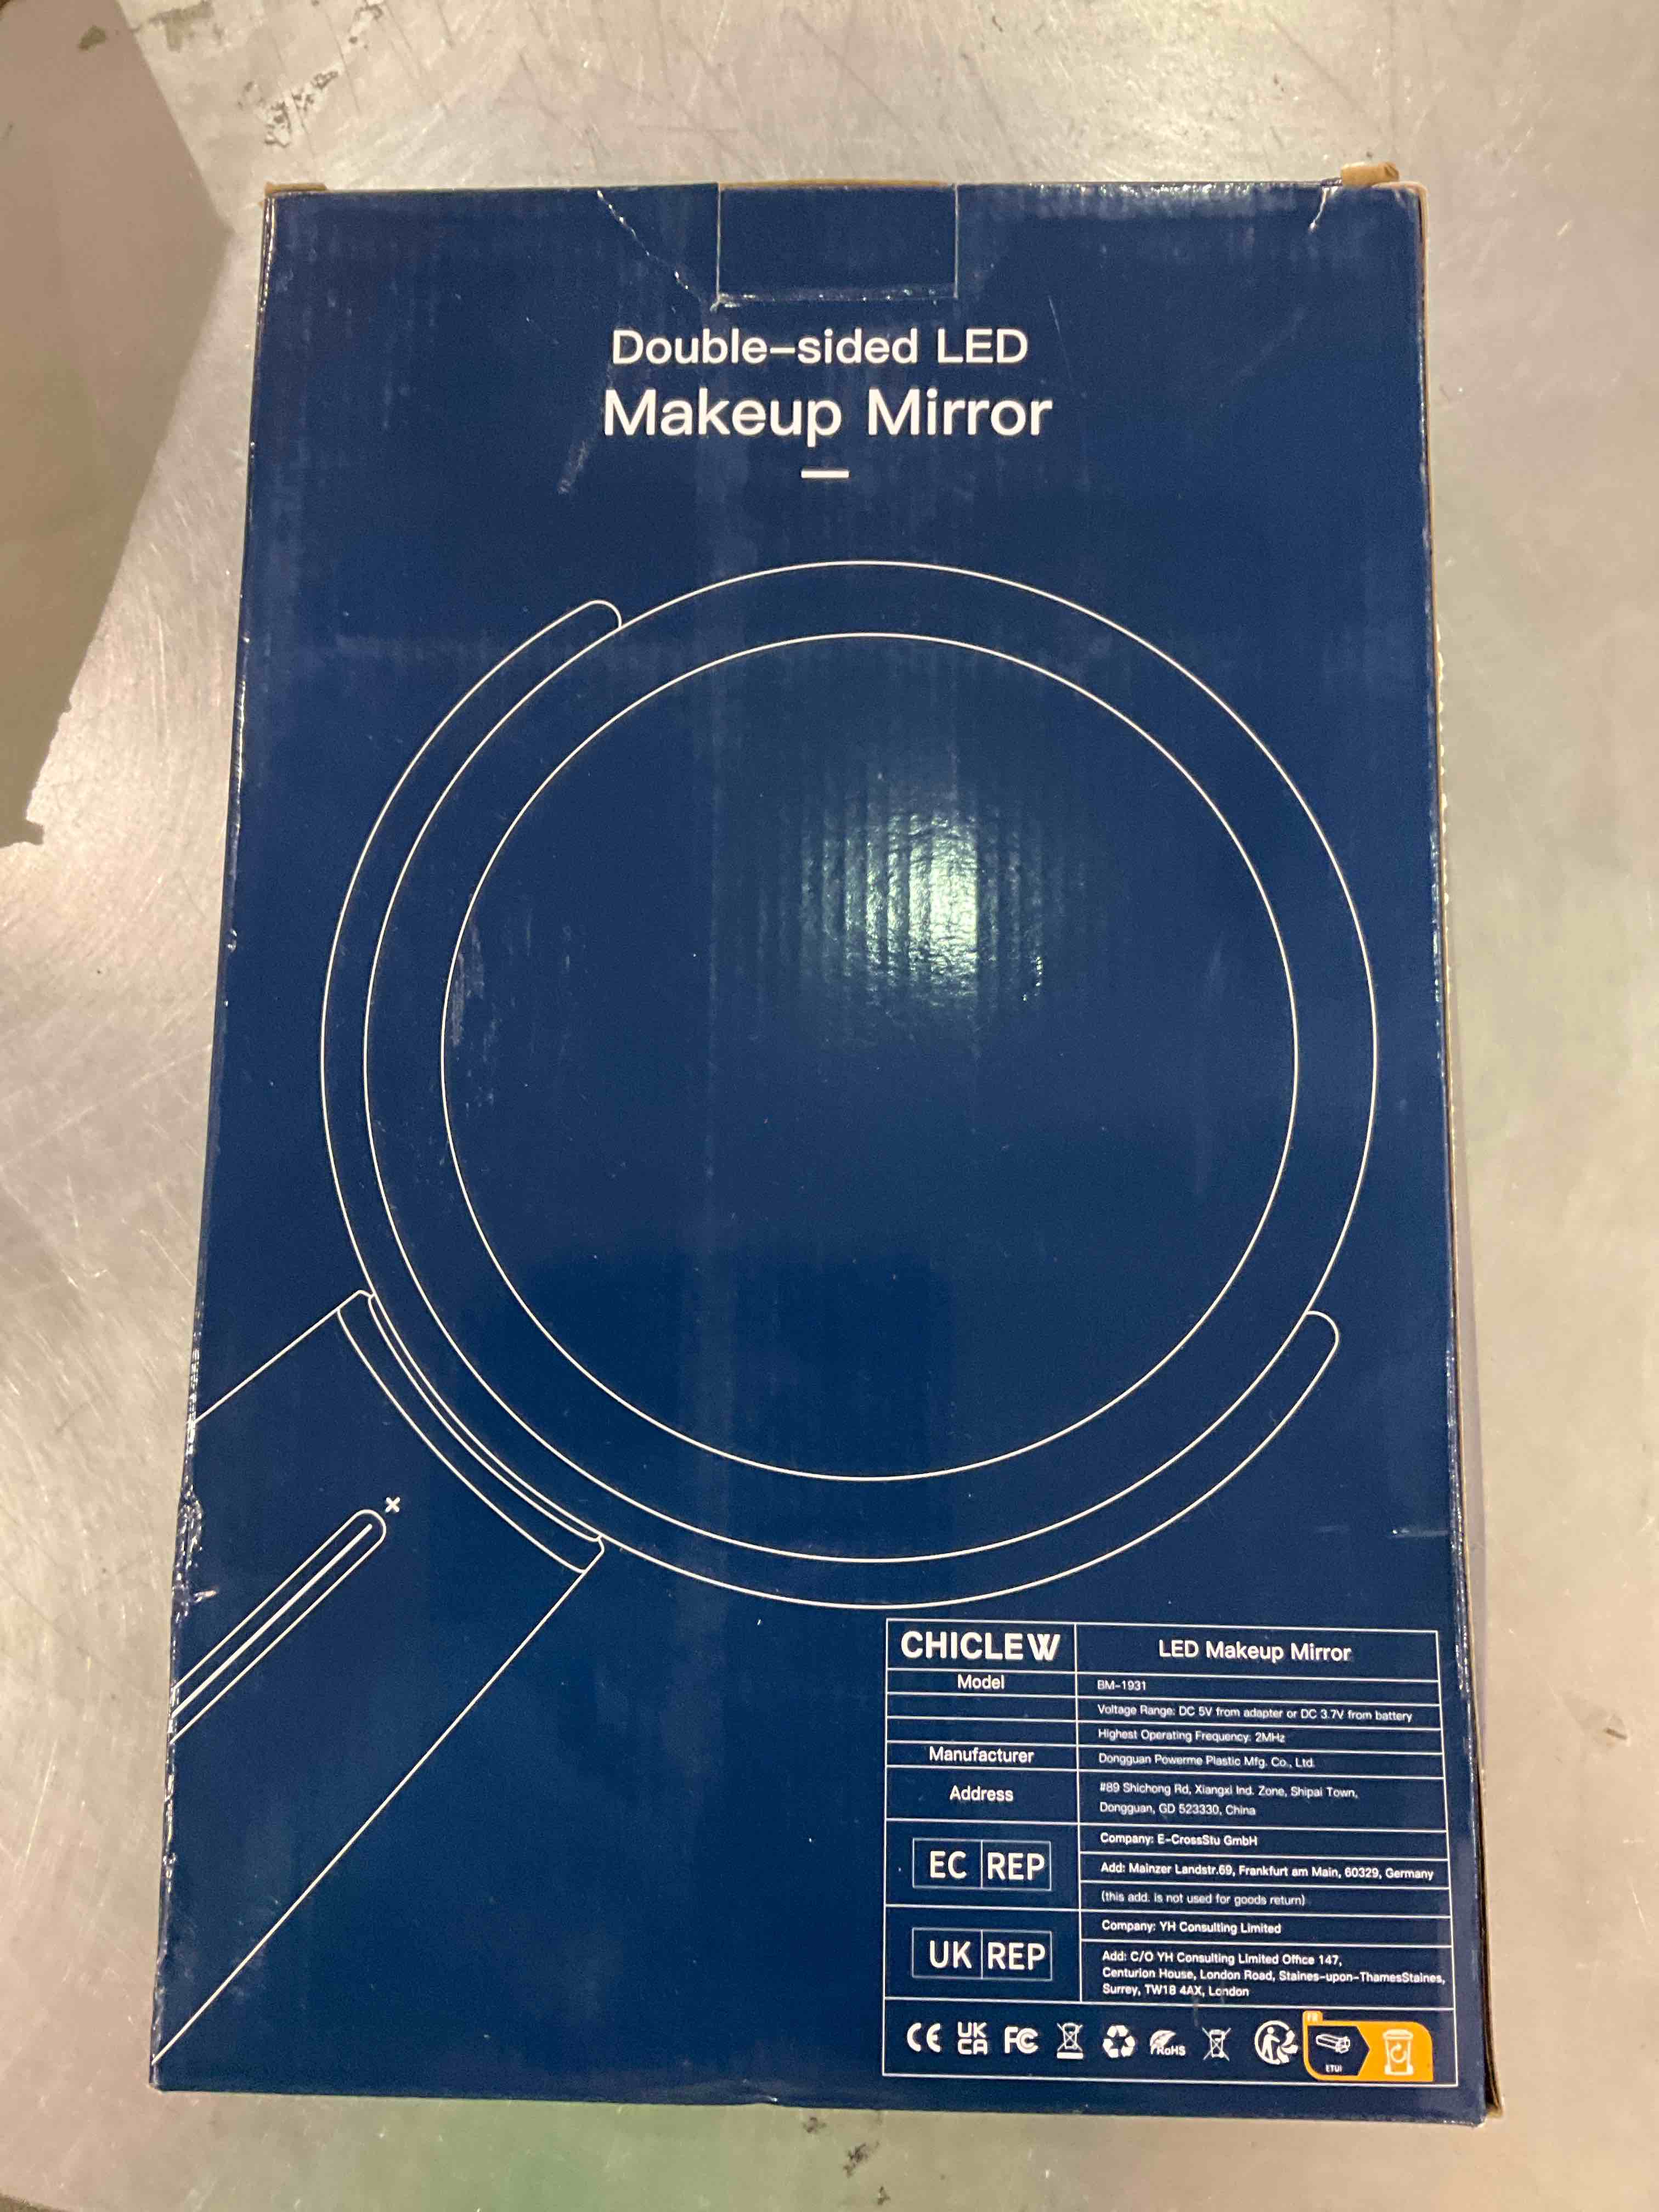 Double-sided LED
Makeup Mirror
CHICLEW
LED Makeup Mirror
Model
BM-1931
Voltage Range: DC 5V from adapter or DC 3.7V from battery
Highest Operating Frequency: 2MHz
Manufacturer
Dongguan Powerme Plastic Mfg. Co., Ltd.
Address
#89 Shichong Rd, Xiangxi Ind. Zone, Shipai Town,
Dongguan, GD 523330, China
EC REP
Company: E-CrossStu GmbH
Add: Mainzer Landstr.69, Frankfurt am Main, 60329, Germany
(this add. is not used for goods return)
UK REP
Company: YH Consulting Limited
Add: C/O YH Consulting Limited Office 147,
Centurion House, London Road, Staines-upon-ThamesStaines,
Surrey, TW18 4AX, London
CE UK CA FC RoHS
FR
ETUI